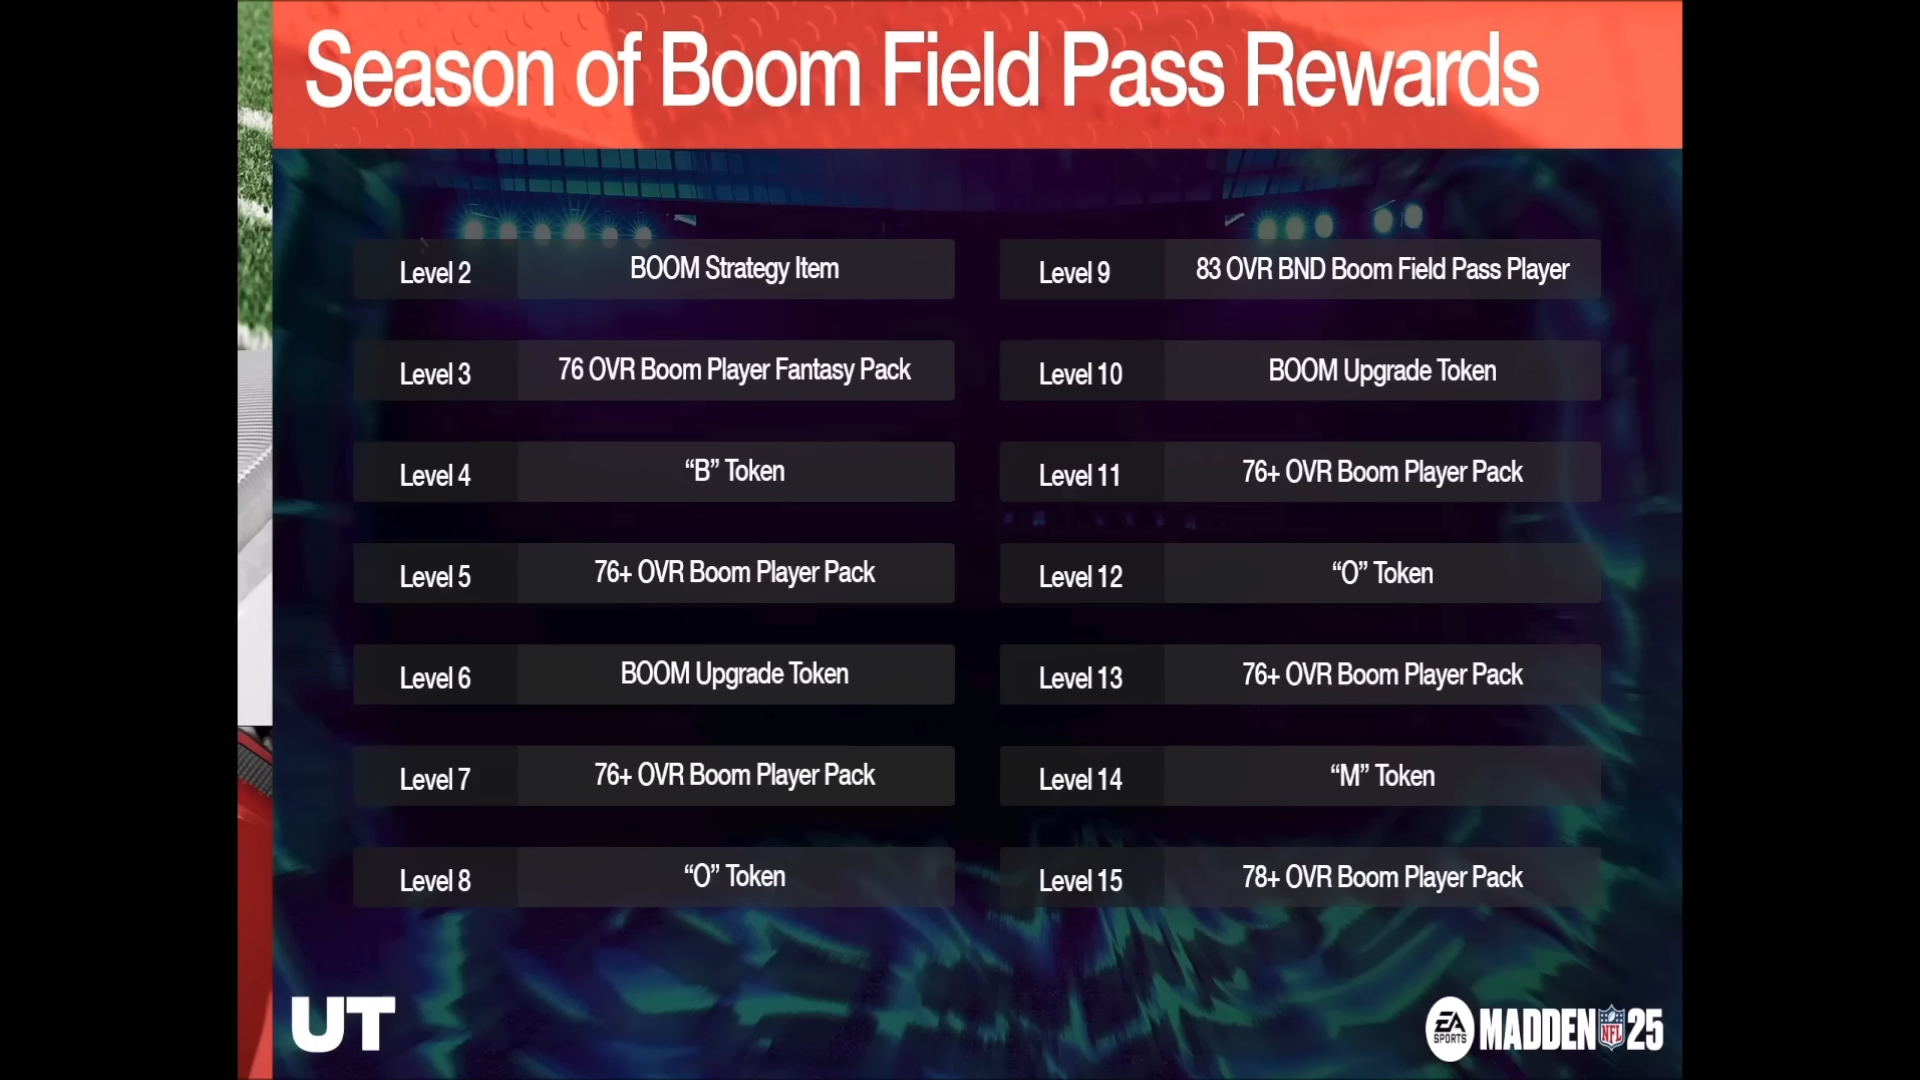 Season of Boom Field Pass Rewards
Level 2 BOOM Strategy Item
Level 3 76 OVR Boom Player Fantasy Pack
Level 4 “B” Token
Level 5 76+ OVR Boom Player Pack
Level 6 BOOM Upgrade Token
Level 7 76+ OVR Boom Player Pack
Level 8 “O” Token
Level 9 83 OVR BND Boom Field Pass Player
Level 10 BOOM Upgrade Token
Level 11 76+ OVR Boom Player Pack
Level 12 “O” Token
Level 13 76+ OVR Boom Player Pack
Level 14 “M” Token
Level 15 78+ OVR Boom Player Pack
UT
EA SPORTS MADDEN NFL 25